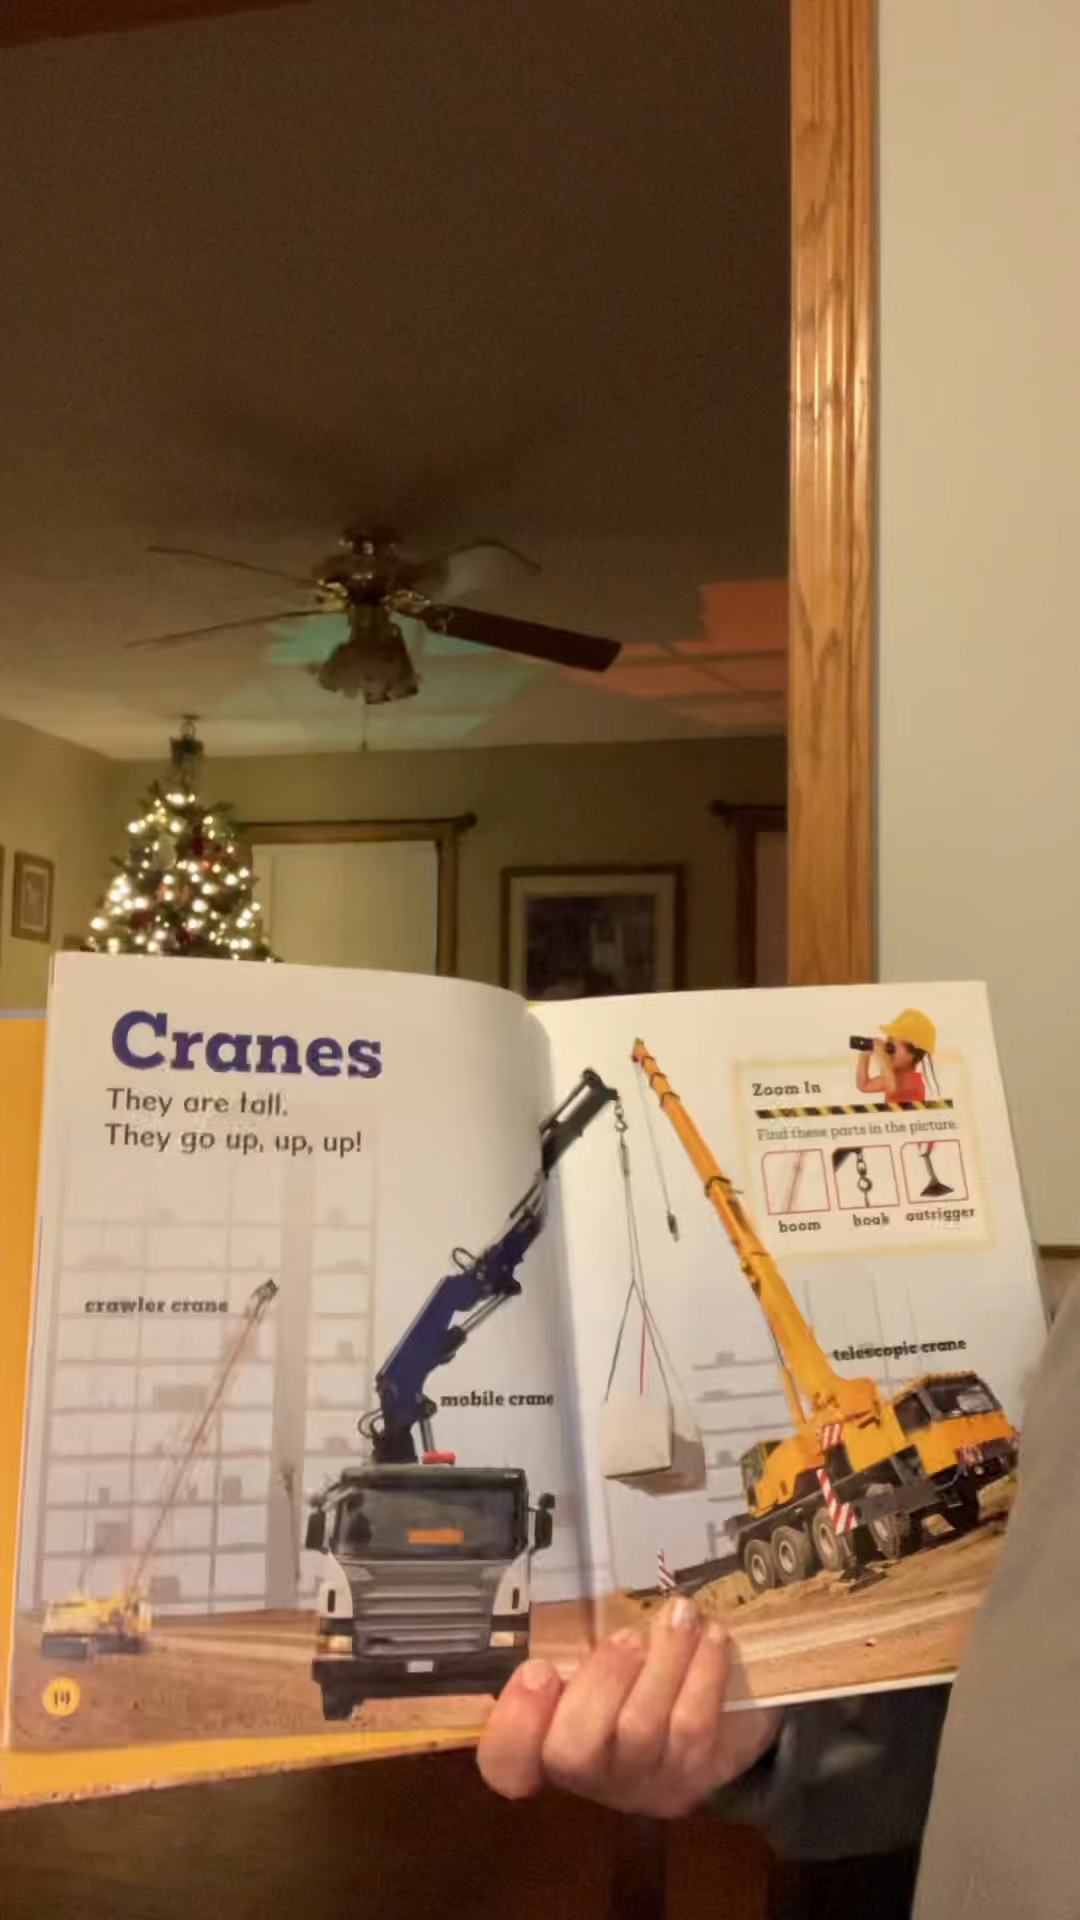 Cranes
They are tall.
They go up, up, up!
crawler crane
mobile crane
Zoom In
Find these parts in the picture.
boom
hook
outrigger
telescopic crane